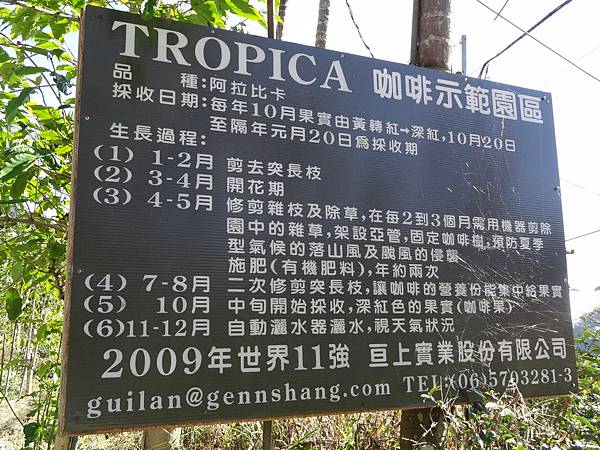 TROPICA 咖啡示範園區
品　　種:阿拉比卡
採收日期:每年10月果實由黃轉紅→深紅,10月20日
至隔年元月20日為採收期
生長過程:
(1) 1-2月 剪去突長枝
(2) 3-4月 開花期
(3) 4-5月 修剪雜枝及除草,在每2到3個月需用機器剪除
園中的雜草,架設亞管,固定咖啡樹,預防夏季
型氣候的落山風及颱風的侵襲
施肥(有機肥料),年約兩次
(4) 7-8月 二次修剪突長枝,讓咖啡的營養份能集中給果實
(5) 10月 中旬開始採收,深紅色的果實(咖啡果)
(6)11-12月 自動灑水器灑水,視天氣狀況
2009年世界11強 亘上實業股份有限公司
guilan@gennshang.com TEL:(06)5793281-3